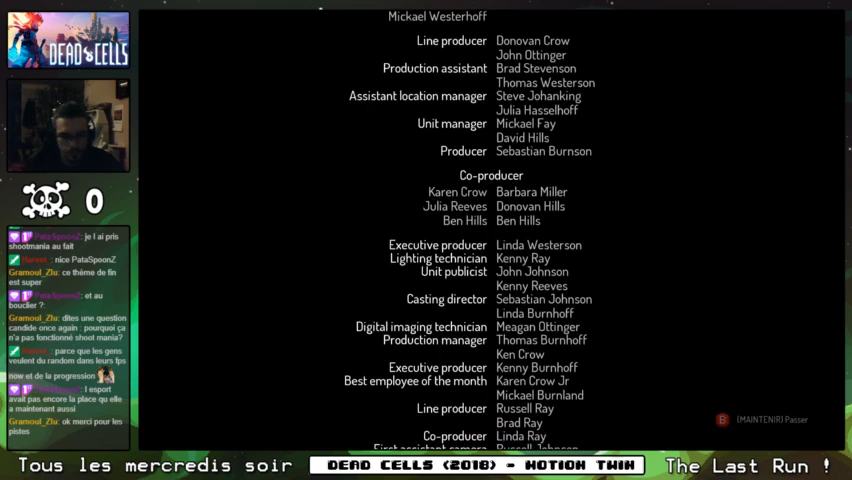 DEAD CELLS
0
PataSpoonZ: je l ai pris
shootmania au fait
nice PataSpoonZ
Gramoul_Zlu: ce thème de fin
est super
PataSpoonZ: et au
bouclier ?:
Gramoul_Zlu: dites une question
candide once again : pourquoi ça
n'a pas fonctionné shoot mania?
parce que les gens
veulent du random dans leurs fps
now et de la progression
PataSpoonZ: l esport
avait pas encore la place qu elle
a maintenant aussi
Gramoul_Zlu: ok merci pour les
pistes
Mickael Westerhoff
Line producer Donovan Crow
John Ottinger
Production assistant Brad Stevenson
Thomas Westerson
Assistant location manager Steve Johanking
Julia Hasselhoff
Unit manager Mickael Fay
David Hills
Producer Sebastian Burnson
Co-producer
Karen Crow Barbara Miller
Julia Reeves Donovan Hills
Ben Hills Ben Hills
Executive producer Linda Westerson
Lighting technician Kenny Ray
Unit publicist John Johnson
Kenny Reeves
Casting director Sebastian Johnson
Linda Burnhoff
Digital imaging technician Meagan Ottinger
Production manager Thomas Burnhoff
Ken Crow
Executive producer Kenny Burnhoff
Best employee of the month Karen Crow Jr
Mickael Burnland
Line producer Russell Ray
Brad Ray
Co-producer Linda Ray
First assistant camera Russell Johnson
B (MAINTENIR) Passer
Tous les mercredis soir DEAD CELLS (2018) - MOTION TWIN The Last Run !